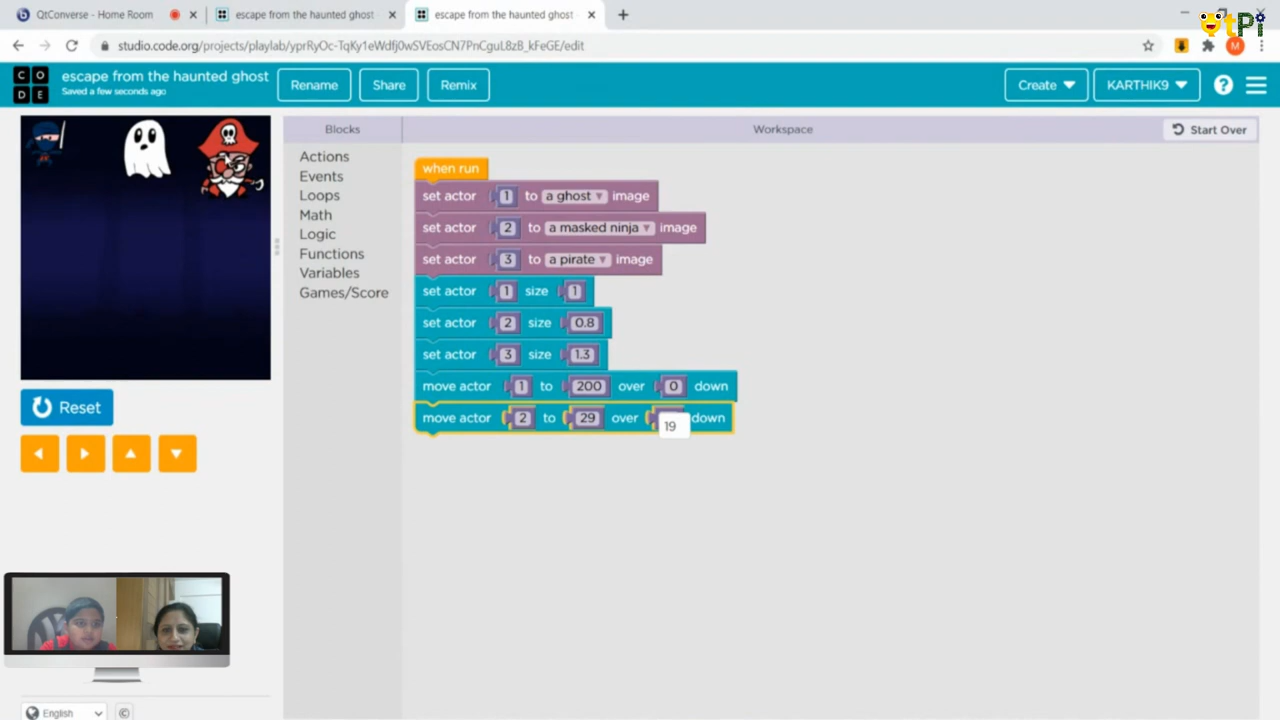 QtConverse - Home Room
escape from the haunted ghost
escape from the haunted ghost
QtPi
studio.code.org/projects/playlab/yprRyOc-TqKy1eWdfj0wSVEosCN7PnCguL8zB_kFeGE/edit
M
C O D E
escape from the haunted ghost
Saved a few seconds ago
Rename
Share
Remix
Create
KARTHIK9
?
Blocks
Workspace
Start Over
Actions
Events
Loops
Math
Logic
Functions
Variables
Games/Score
when run
set actor 1 to a ghost image
set actor 2 to a masked ninja image
set actor 3 to a pirate image
set actor 1 size 1
set actor 2 size 0.8
set actor 3 size 1.3
move actor 1 to 200 over 0 down
move actor 2 to 29 over 19 down
Reset
English
©